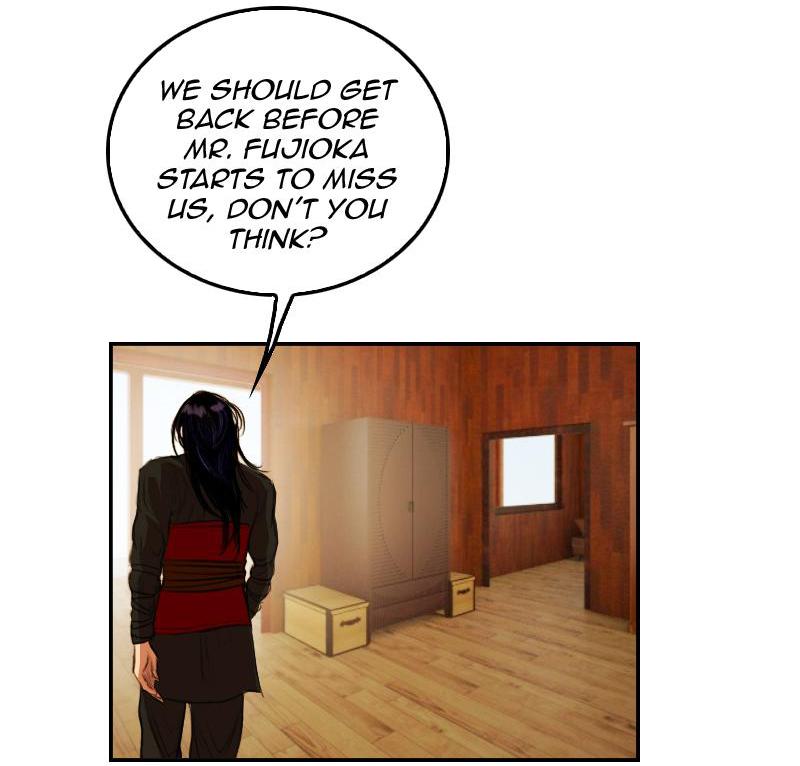 WE SHOULD GET
BACK BEFORE
MR. FUJIOKA
STARTS TO MISS
US, DON'T YOU
THINK?